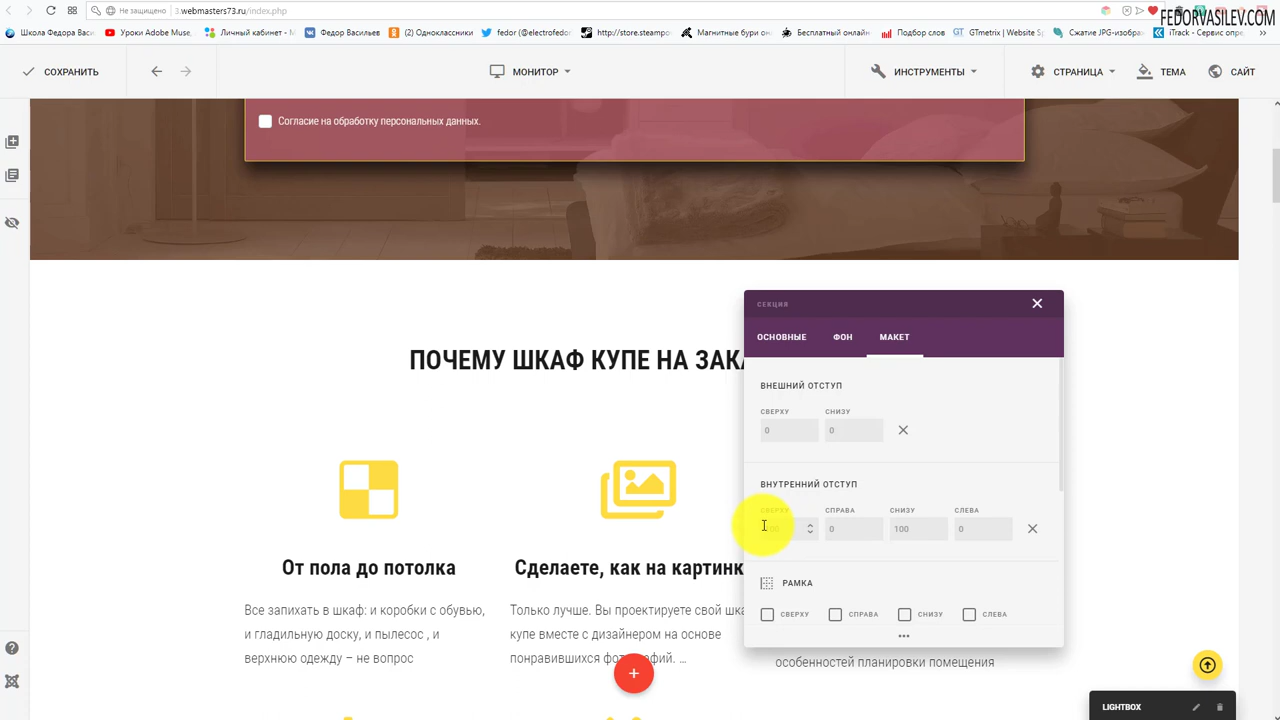 Не защищено
3.webmasters73.ru/index.php
FEDORVASILEV.COM
Школа Федора Васи
Уроки Adobe Muse,
Личный кабинет - М
Федор Васильев
(2) Одноклассники
fedor (@electrofedor
http://store.steampo
Магнитные бури он
Бесплатный онлайн
Подбор слов
GTmetrix | Website Sp
Сжатие JPG-изображ
iTrack - Сервис опре
СОХРАНИТЬ
МОНИТОР
ИНСТРУМЕНТЫ
СТРАНИЦА
ТЕМА
САЙТ
Согласие на обработку персональных данных.
СЕКЦИЯ
ОСНОВНЫЕ
ФОН
МАКЕТ
ПОЧЕМУ ШКАФ КУПЕ НА ЗАКА
ВНЕШНИЙ ОТСТУП
СВЕРХУ
СНИЗУ
0
0
ВНУТРЕННИЙ ОТСТУП
СВЕРХУ
СПРАВА
СНИЗУ
СЛЕВА
0
100
0
РАМКА
СВЕРХУ
СПРАВА
СНИЗУ
СЛЕВА
От пола до потолка
Все запихать в шкаф: и коробки с обувью,
и гладильную доску, и пылесос , и
верхнюю одежду – не вопрос
Сделаете, как на картинк
Только лучше. Вы проектируете свой шка
купе вместе с дизайнером на основе
понравившихся фотографий. ...
особенностей планировки помещения
LIGHTBOX